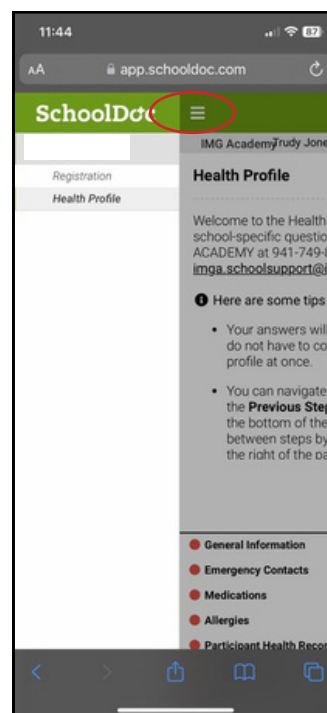 11:44
87
AA app.schooldoc.com
SchoolDoc
IMG Academy Trudy Jone
Registration
Health Profile
Health Profile
Welcome to the Health
school-specific questio
ACADEMY at 941-749-
imga.schoolsupport@i
Here are some tips
• Your answers wil
do not have to co
profile at once.
• You can navigate
the Previous Ste
the bottom of the
between steps by
the right of the pa
General Information
Emergency Contacts
Medications
Allergies
Participant Health Recor